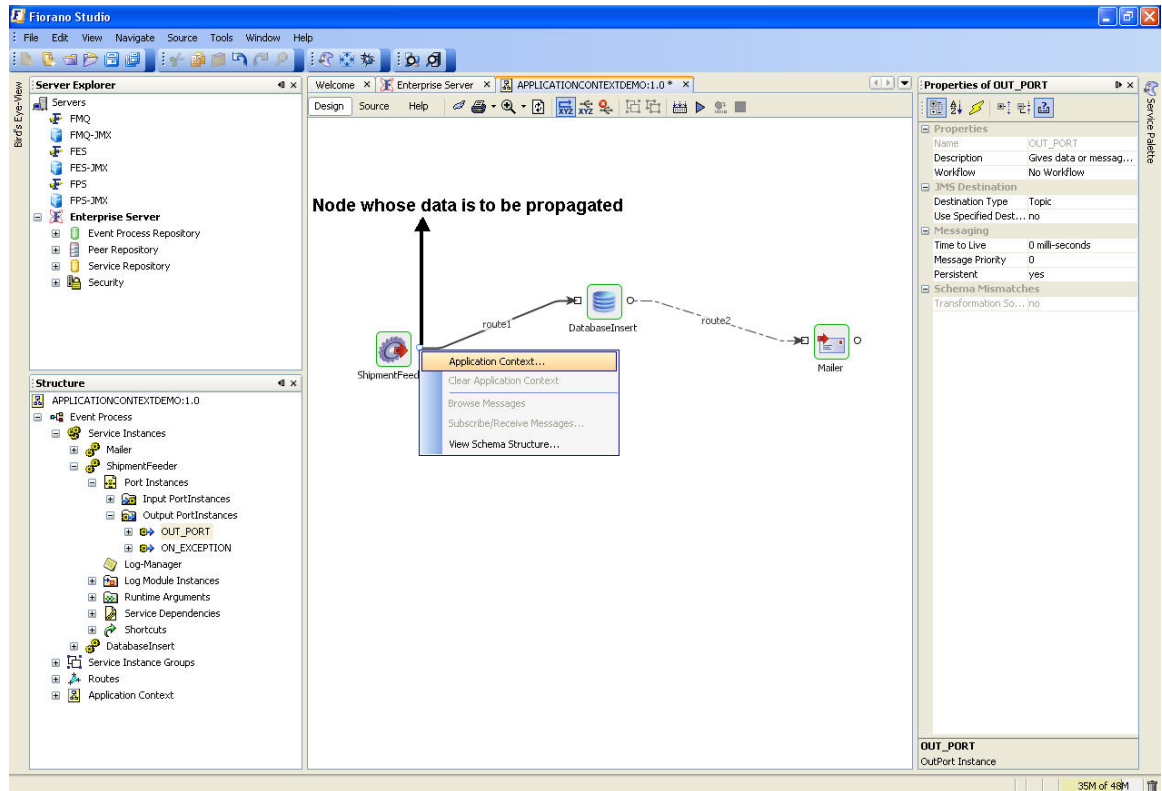 Fiorano Studio
File Edit View Navigate Source Tools Window Help
Bird's Eye-View
Server Explorer
Servers
FMQ
FMQ-JMX
FES
FES-JMX
FPS
FPS-JMX
Enterprise Server
Event Process Repository
Peer Repository
Service Repository
Security
Structure
APPLICATIONCONTEXTDEMO:1.0
Event Process
Service Instances
Mailer
ShipmentFeeder
Port Instances
Input PortInstances
Output PortInstances
OUT_PORT
ON_EXCEPTION
Log-Manager
Log Module Instances
Runtime Arguments
Service Dependencies
Shortcuts
DatabaseInsert
Service Instance Groups
Routes
Application Context
Welcome Enterprise Server APPLICATIONCONTEXTDEMO:1.0 *
Design Source Help
Node whose data is to be propagated
route1
DatabaseInsert
route2
Mailer
ShipmentFeed
Application Context...
Clear Application Context
Browse Messages
Subscribe/Receive Messages...
View Schema Structure...
Properties of OUT_PORT
Properties
Name OUT_PORT
Description Gives data or messag...
Workflow No Workflow
JMS Destination
Destination Type Topic
Use Specified Dest... no
Messaging
Time to Live 0 milli-seconds
Message Priority 0
Persistent yes
Schema Mismatches
Transformation So... no
OUT_PORT
OutPort Instance
Service Palette
35M of 48M